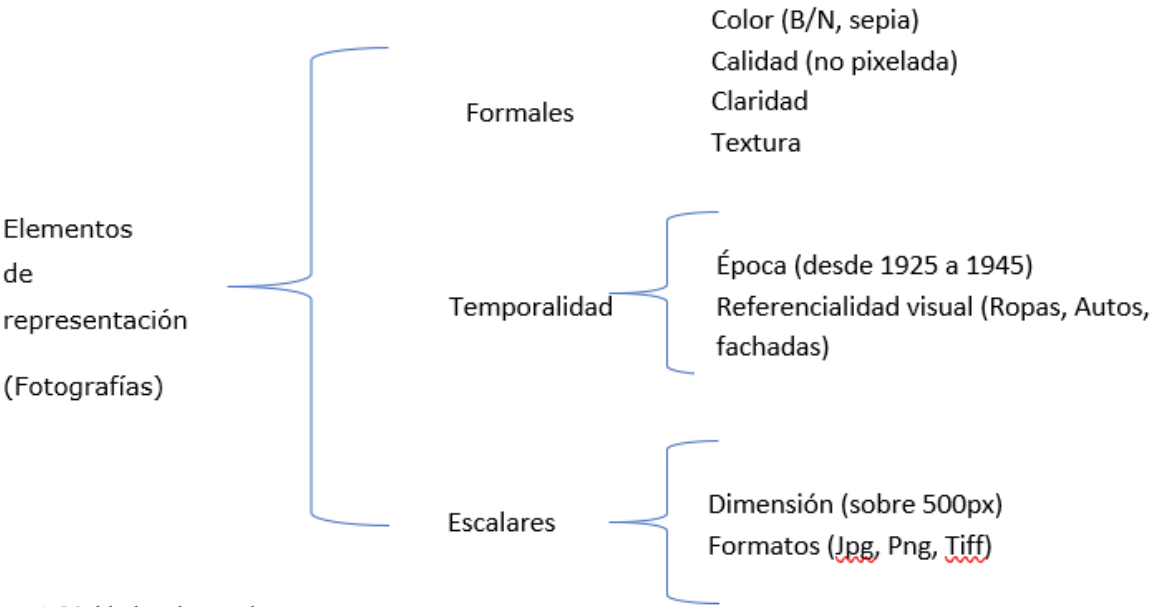 Elementos
de
representación
(Fotografías)
Formales
Color (B/N, sepia)
Calidad (no pixelada)
Claridad
Textura
Temporalidad
Época (desde 1925 a 1945)
Referencialidad visual (Ropas, Autos,
fachadas)
Escalares
Dimensión (sobre 500px)
Formatos (Jpg, Png, Tiff)